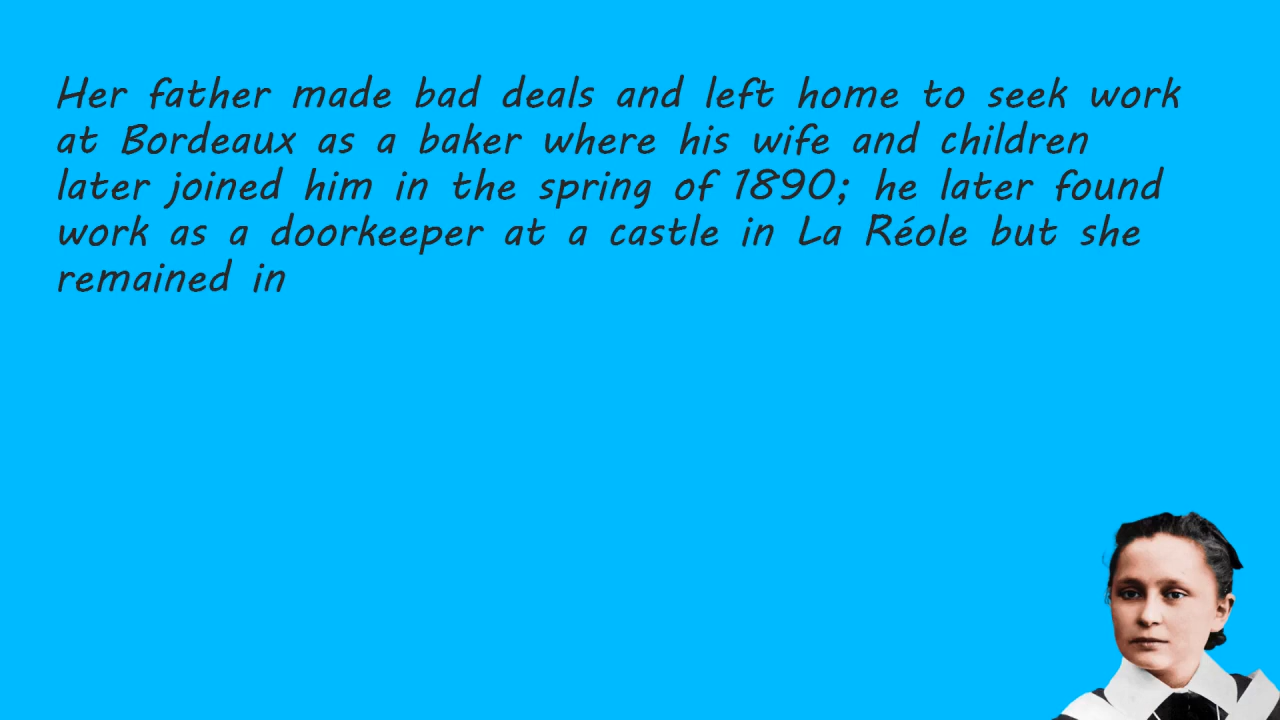 Her father made bad deals and left home to seek work
at Bordeaux as a baker where his wife and children
later joined him in the spring of 1890; he later found
work as a doorkeeper at a castle in La Réole but she
remained in